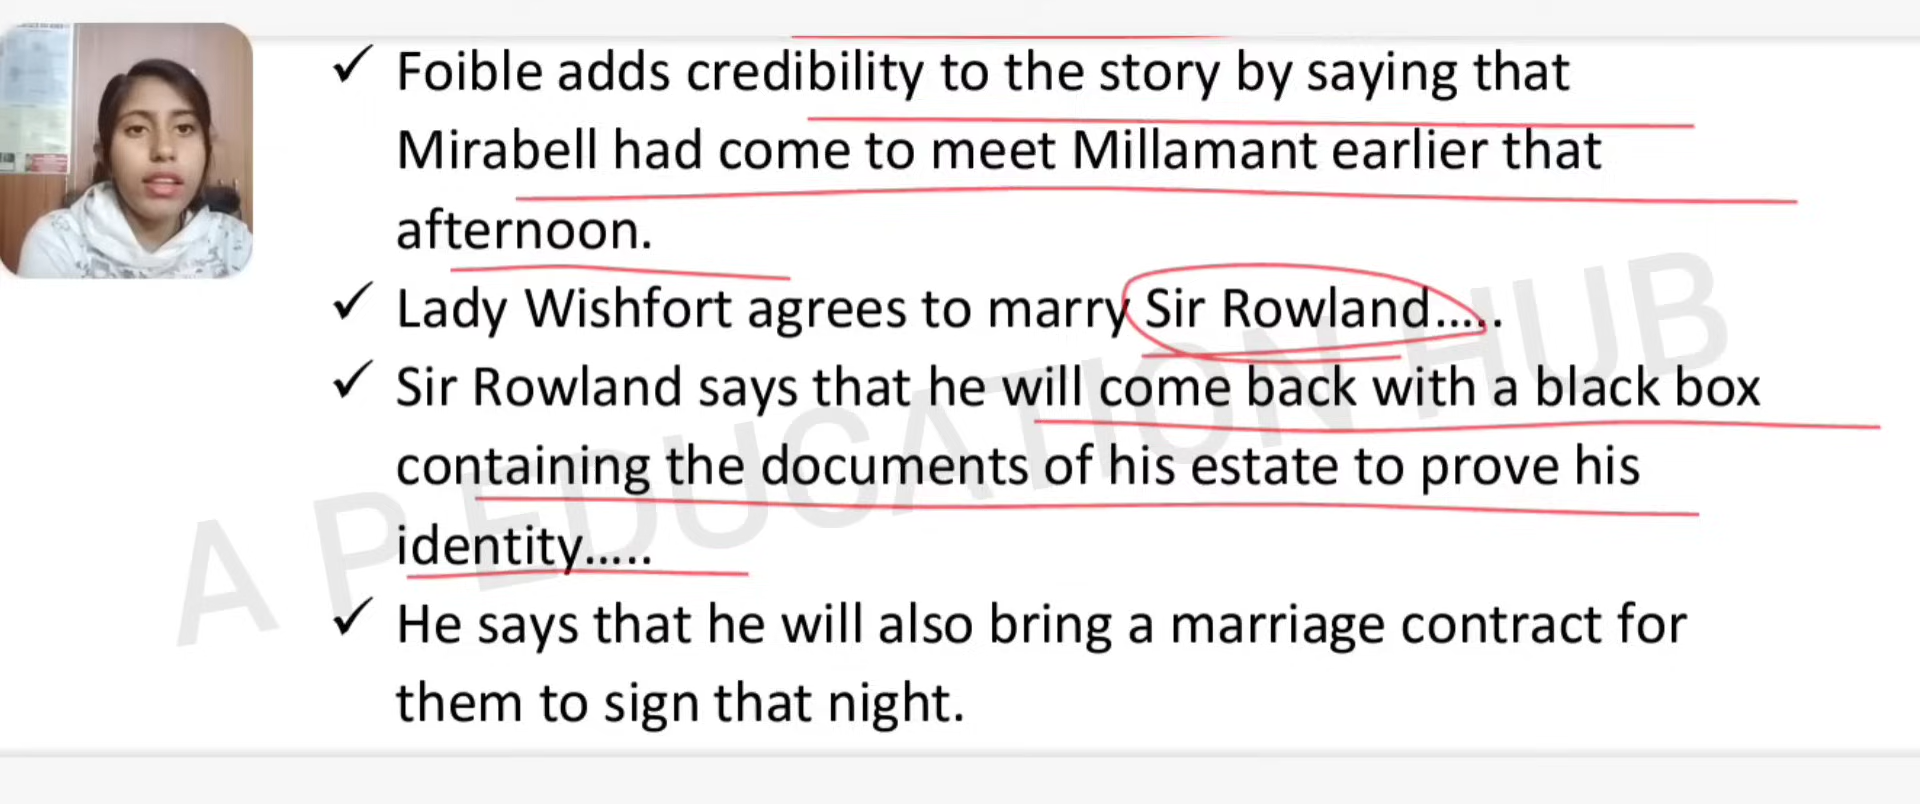 ✓ Foible adds credibility to the story by saying that
Mirabell had come to meet Millamant earlier that
afternoon.
✓ Lady Wishfort agrees to marry Sir Rowland.....
✓ Sir Rowland says that he will come back with a black box
containing the documents of his estate to prove his
identity.....
✓ He says that he will also bring a marriage contract for
them to sign that night.
A P EDUCATION HUB